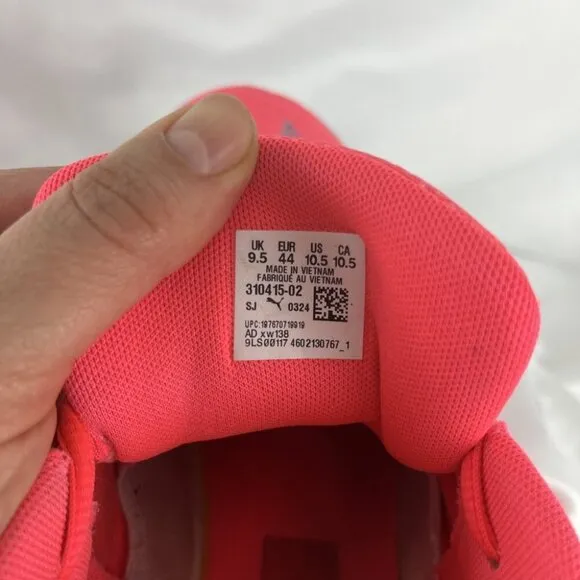 UK EUR US CA
9.5 44 10.5 10.5
MADE IN VIETNAM
FABRIQUÉ AU VIETNAM
310415-02
SJ 0324
UPC:197670719919
AD xw138
9LS00117 4602130767_1